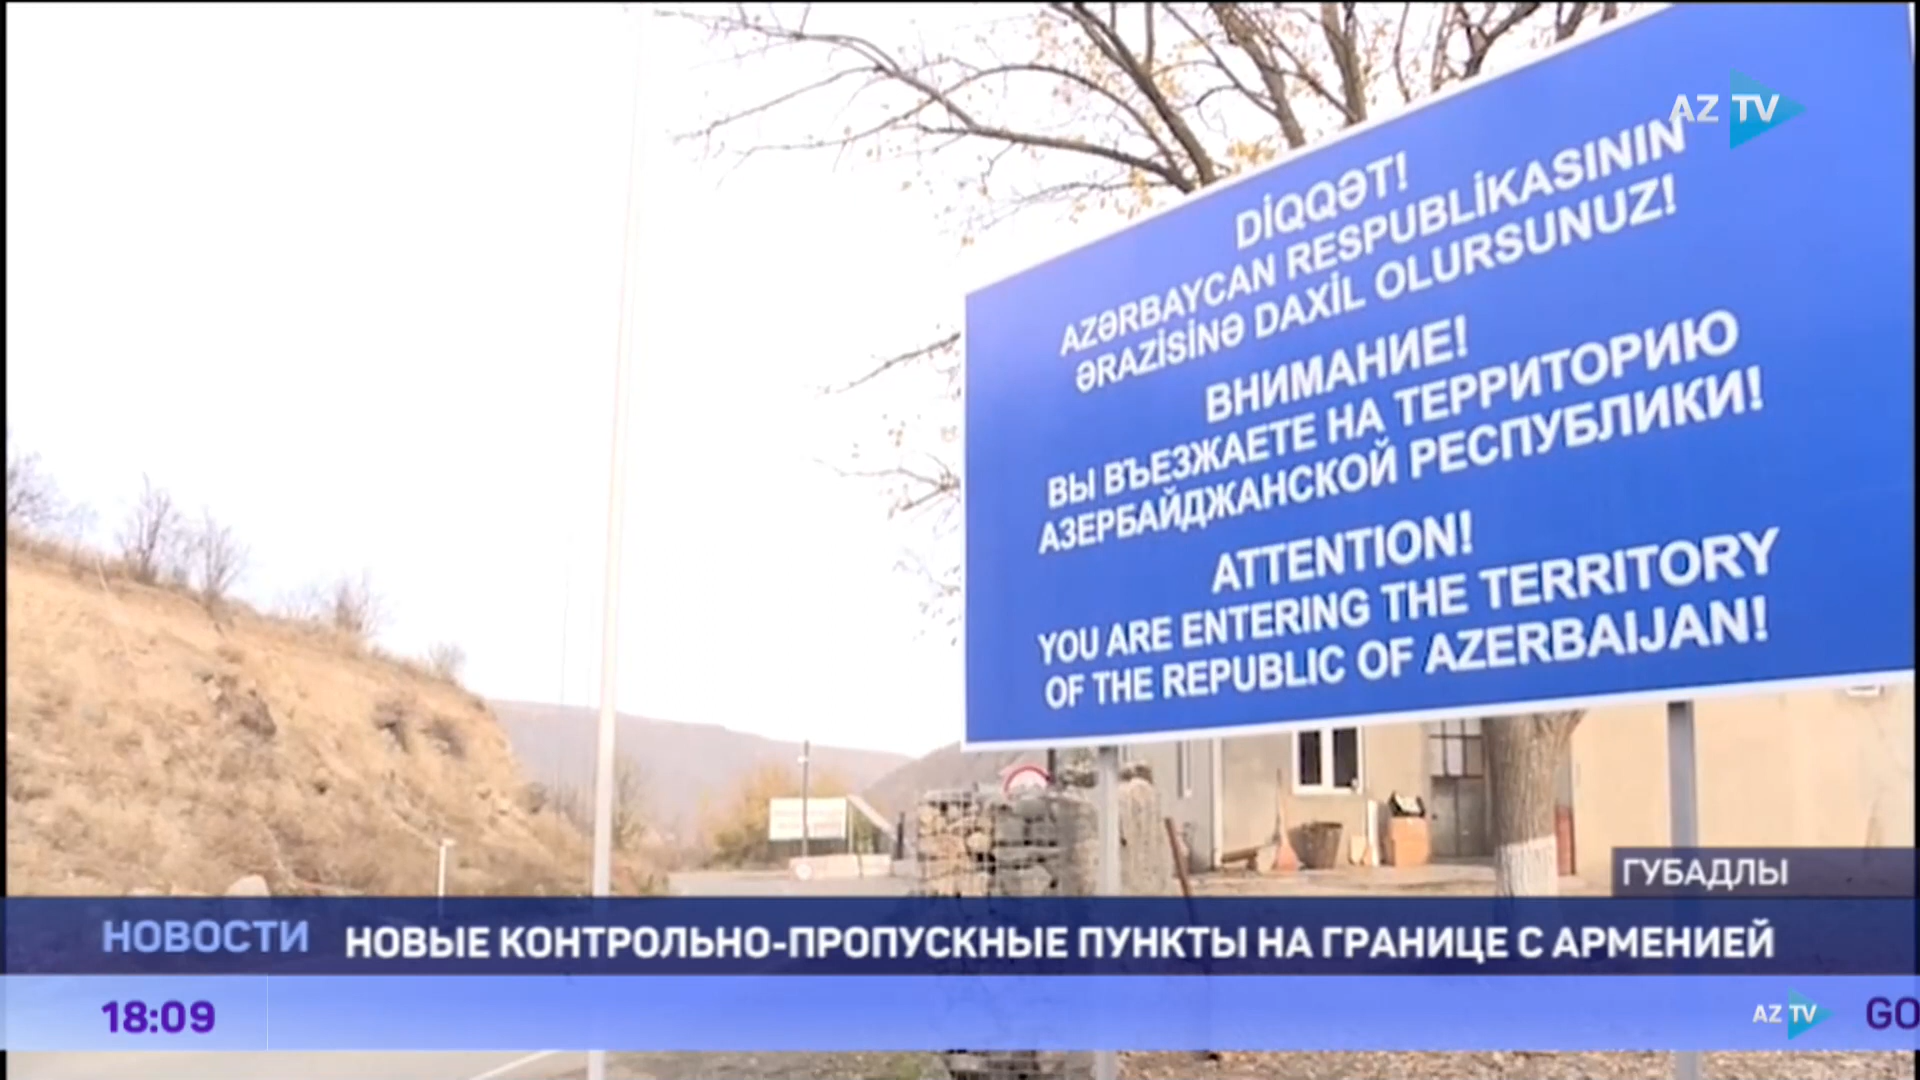 AZ TV
DİQQƏT!
AZƏRBAYCAN RESPUBLİKASININ
ƏRAZİSİNƏ DAXİL OLURSUNUZ!
ВНИМАНИЕ!
ВЫ ВЪЕЗЖАЕТЕ НА ТЕРРИТОРИЮ
АЗЕРБАЙДЖАНСКОЙ РЕСПУБЛИКИ!
ATTENTION!
YOU ARE ENTERING THE TERRITORY
OF THE REPUBLIC OF AZERBAIJAN!
ГУБАДЛЫ
НОВОСТИ
НОВЫЕ КОНТРОЛЬНО-ПРОПУСКНЫЕ ПУНКТЫ НА ГРАНИЦЕ С АРМЕНИЕЙ
18:09
AZ TV
GO